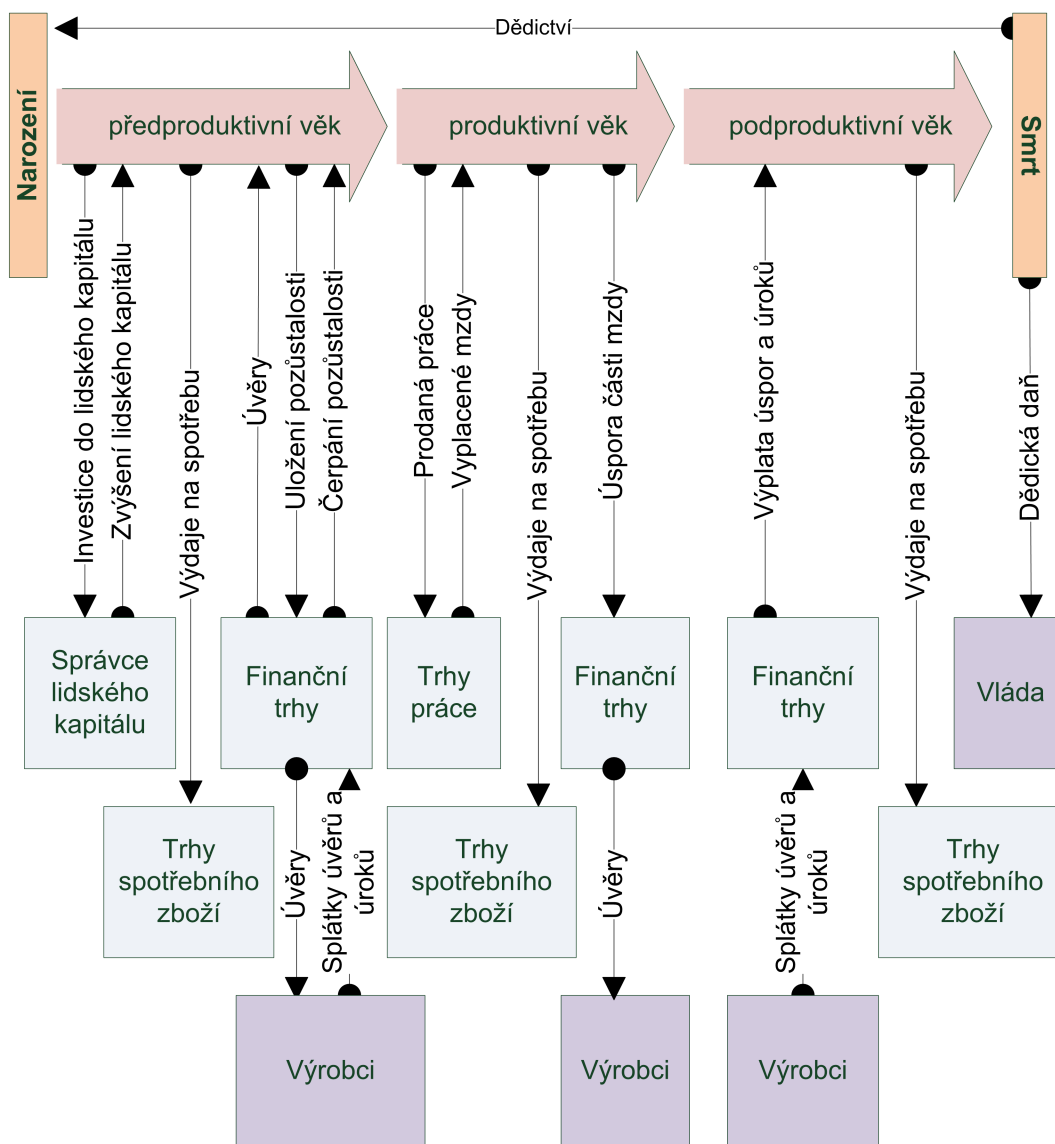 Dědictví
Narození
předproduktivní věk
produktivní věk
podproduktivní věk
Smrt
Investice do lidského kapitálu
Zvýšení lidského kapitálu
Výdaje na spotřebu
Úvěry
Uložení pozůstalosti
Čerpání pozůstalosti
Prodaná práce
Vyplacené mzdy
Výdaje na spotřebu
Úspora části mzdy
Výplata úspor a úroků
Výdaje na spotřebu
Dědická daň
Správce
lidského
kapitálu
Finanční
trhy
Trhy
práce
Finanční
trhy
Finanční
trhy
Vláda
Trhy
spotřebního
zboží
Úvěry
Splátky úvěrů a
úroků
Trhy
spotřebního
zboží
Úvěry
Splátky úvěrů a
úroků
Trhy
spotřebního
zboží
Výrobci
Výrobci
Výrobci